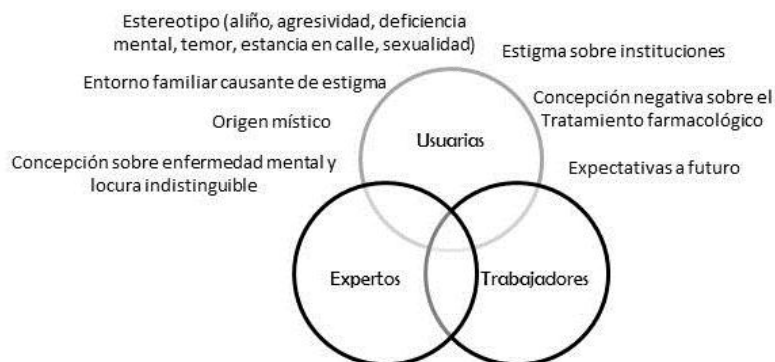 Estereotipo (aliño, agresividad, deficiencia
mental, temor, estancia en calle, sexualidad)
Estigma sobre instituciones
Entorno familiar causante de estigma
Concepción negativa sobre el
Tratamiento farmacológico
Origen místico
Usuarias
Concepción sobre enfermedad mental y
locura indistinguible
Expectativas a futuro
Expertos
Trabajadores